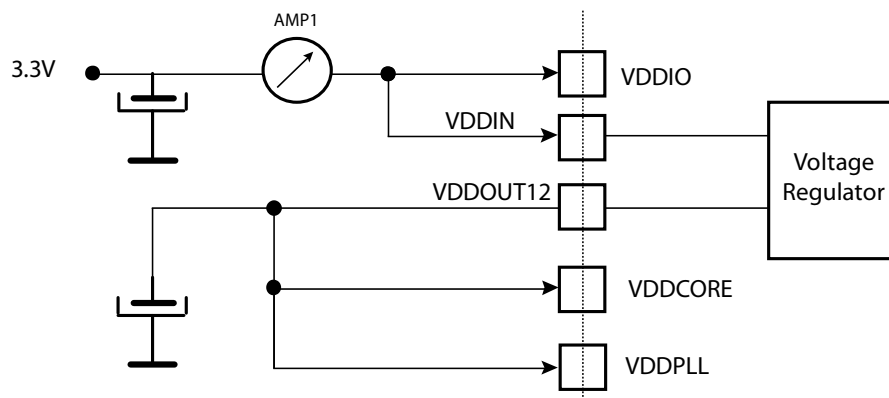 AMP1
3.3V
VDDIO
VDDIN
Voltage
Regulator
VDDOUT12
VDDCORE
VDDPLL